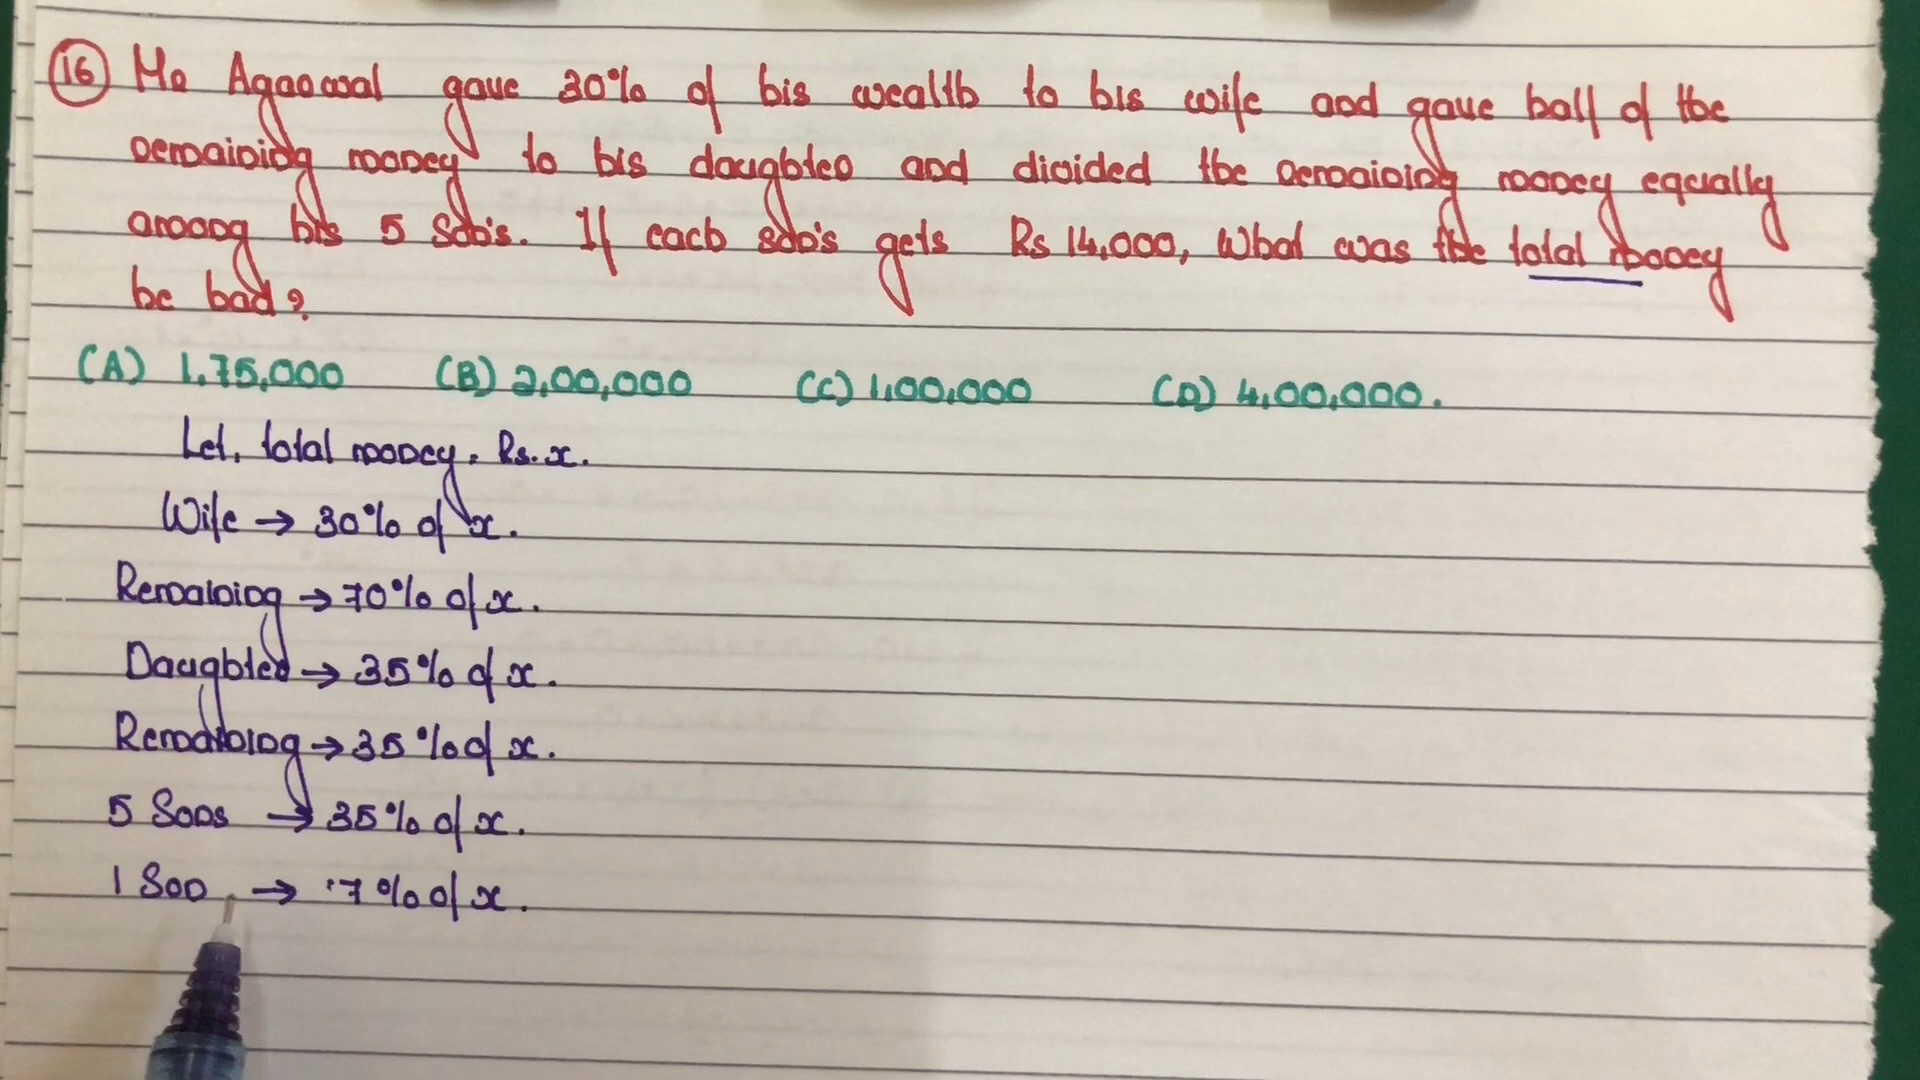 16 Mr Agarwal gave 30% of his wealth to his wife and gave half of the
remaining money to his daughter and divided the remaining money equally
among his 5 son's. If each son's gets Rs 14,000, What was the total money
he had?
(A) 1,75,000 (B) 2,00,000 (C) 1,00,000 (D) 4,00,000.
Let, total money = Rs. x.
Wife → 30% of x.
Remaining → 70% of x.
Daughter → 35% of x.
Remaining → 35% of x.
5 Sons → 35% of x.
1 Son → 7% of x.